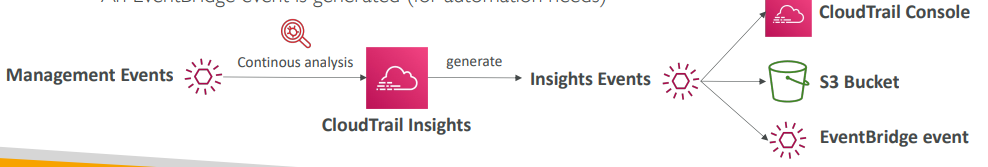 An EventBridge event is generated (for automation needs)
CloudTrail Console
Continous analysis
generate
Management Events
Insights Events
S3 Bucket
CloudTrail Insights
EventBridge event